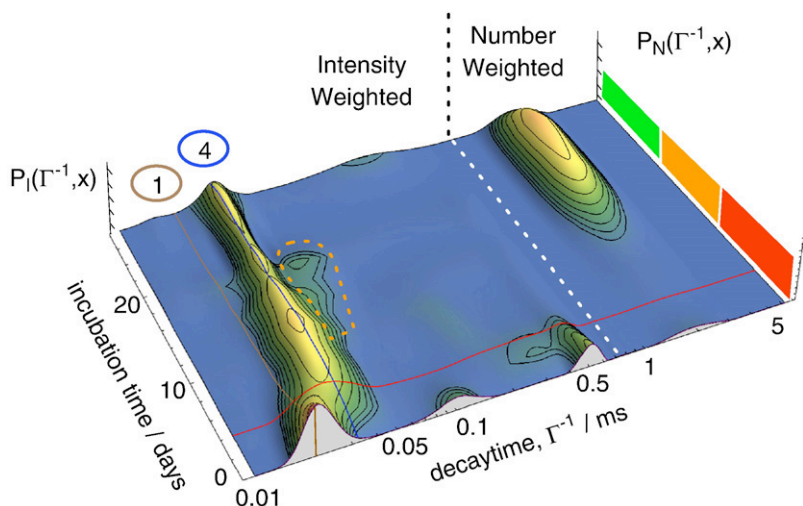 Intensity
Weighted
Number
Weighted
P_N(Γ⁻¹,x)
4
1
P_I(Γ⁻¹,x)
20
10
0
incubation time / days
0.01
0.05
0.1
0.5
1
5
decaytime, Γ⁻¹ / ms